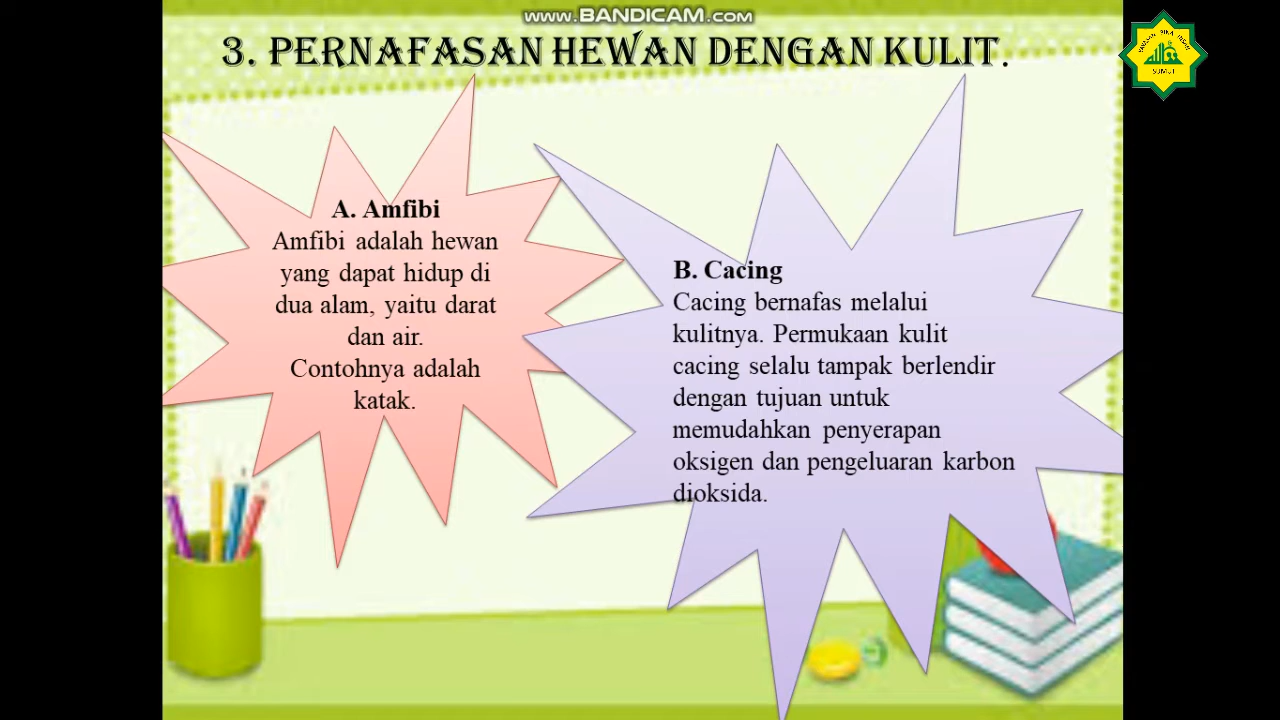 www.BANDICAM.com
3. PERNAFASAN HEWAN DENGAN KULIT.
A. Amfibi
Amfibi adalah hewan
yang dapat hidup di
dua alam, yaitu darat
dan air.
Contohnya adalah
katak.
B. Cacing
Cacing bernafas melalui
kulitnya. Permukaan kulit
cacing selalu tampak berlendir
dengan tujuan untuk
memudahkan penyerapan
oksigen dan pengeluaran karbon
dioksida.
SUMUT